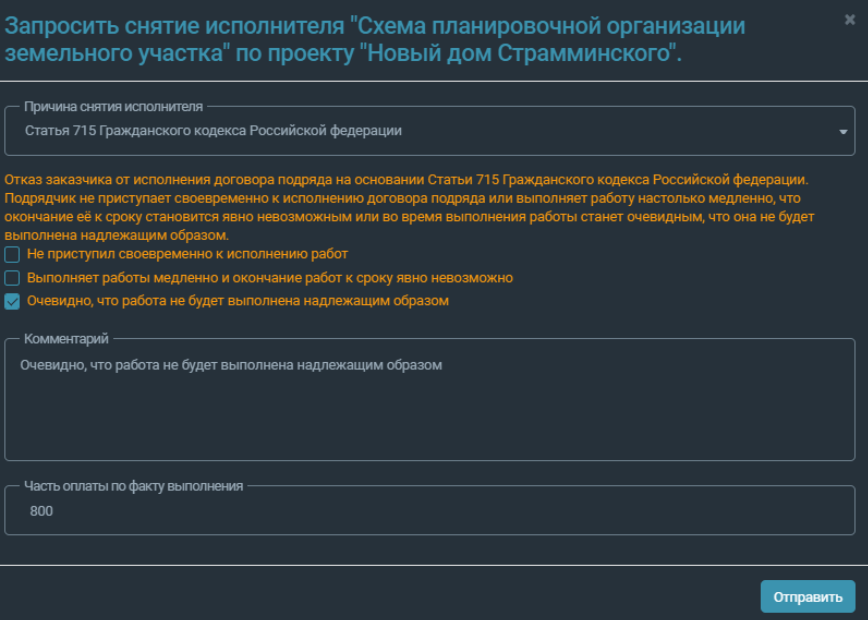 Запросить снятие исполнителя "Схема планировочной организации
земельного участка" по проекту "Новый дом Страмминского".
Причина снятия исполнителя
Статья 715 Гражданского кодекса Российской федерации
Отказ заказчика от исполнения договора подряда на основании Статьи 715 Гражданского кодекса Российской федерации.
Подрядчик не приступает своевременно к исполнению договора подряда или выполняет работу настолько медленно, что
окончание её к сроку становится явно невозможным или во время выполнения работы станет очевидным, что она не будет
выполнена надлежащим образом.
Не приступил своевременно к исполнению работ
Выполняет работы медленно и окончание работ к сроку явно невозможно
Очевидно, что работа не будет выполнена надлежащим образом
Комментарий
Очевидно, что работа не будет выполнена надлежащим образом
Часть оплаты по факту выполнения
800
Отправить